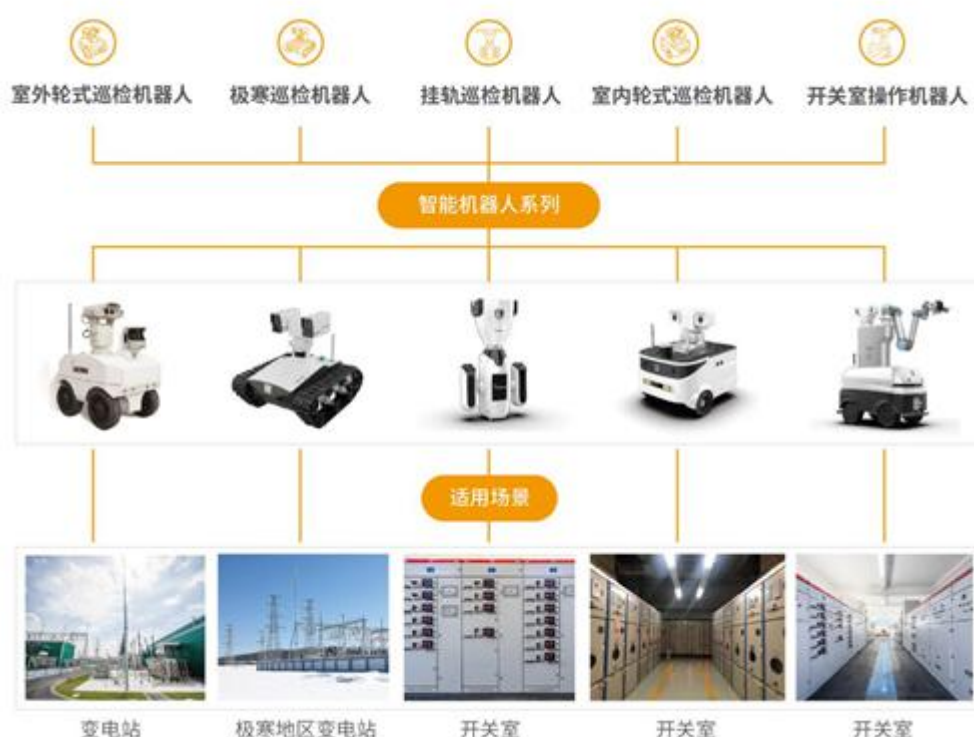 室外轮式巡检机器人 极寒巡检机器人 挂轨巡检机器人 室内轮式巡检机器人 开关室操作机器人
智能机器人系列
适用场景
变电站 极寒地区变电站 开关室 开关室 开关室